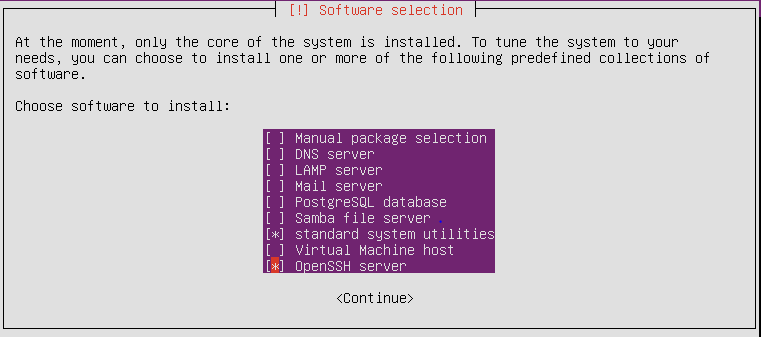 [!] Software selection
At the moment, only the core of the system is installed. To tune the system to your
needs, you can choose to install one or more of the following predefined collections of
software.
Choose software to install:
[ ] Manual package selection
[ ] DNS server
[ ] LAMP server
[ ] Mail server
[ ] PostgreSQL database
[ ] Samba file server
[*] standard system utilities
[ ] Virtual Machine host
[*] OpenSSH server
<Continue>